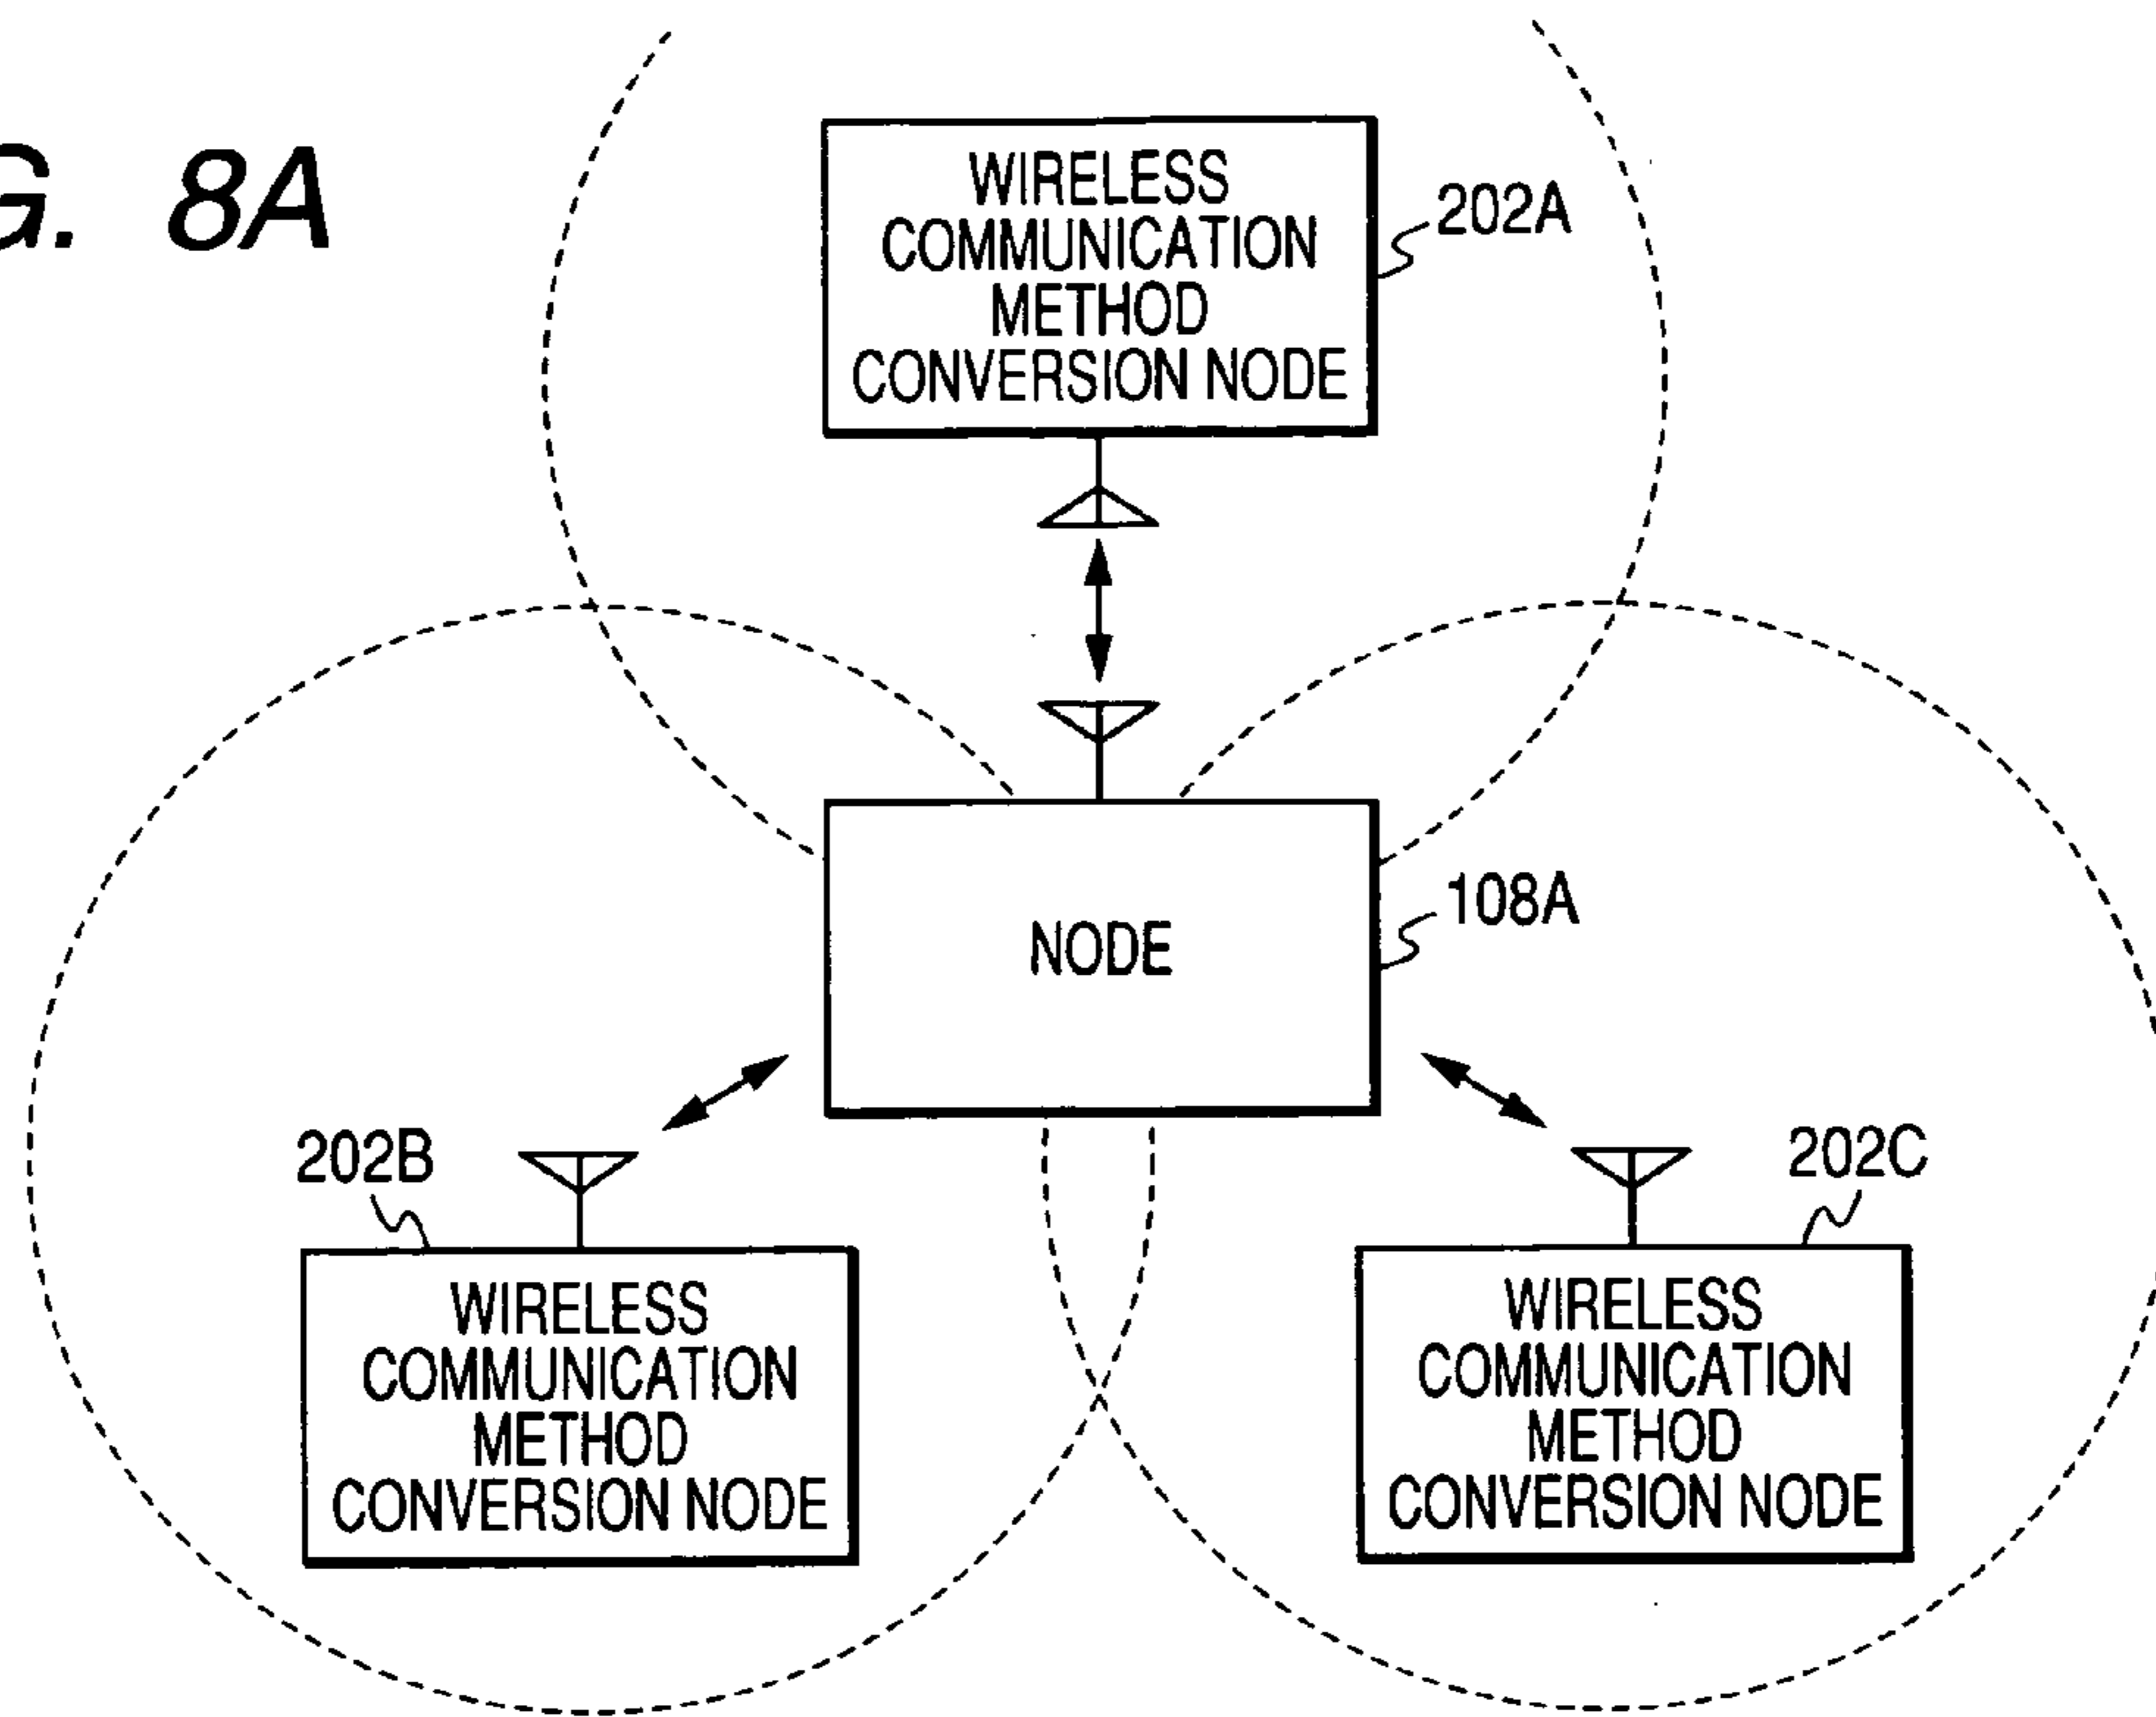 G. 8A
WIRELESS
COMMUNICATION
METHOD
CONVERSION NODE
202A
NODE
108A
202B
WIRELESS
COMMUNICATION
METHOD
CONVERSION NODE
202C
WIRELESS
COMMUNICATION
METHOD
CONVERSION NODE